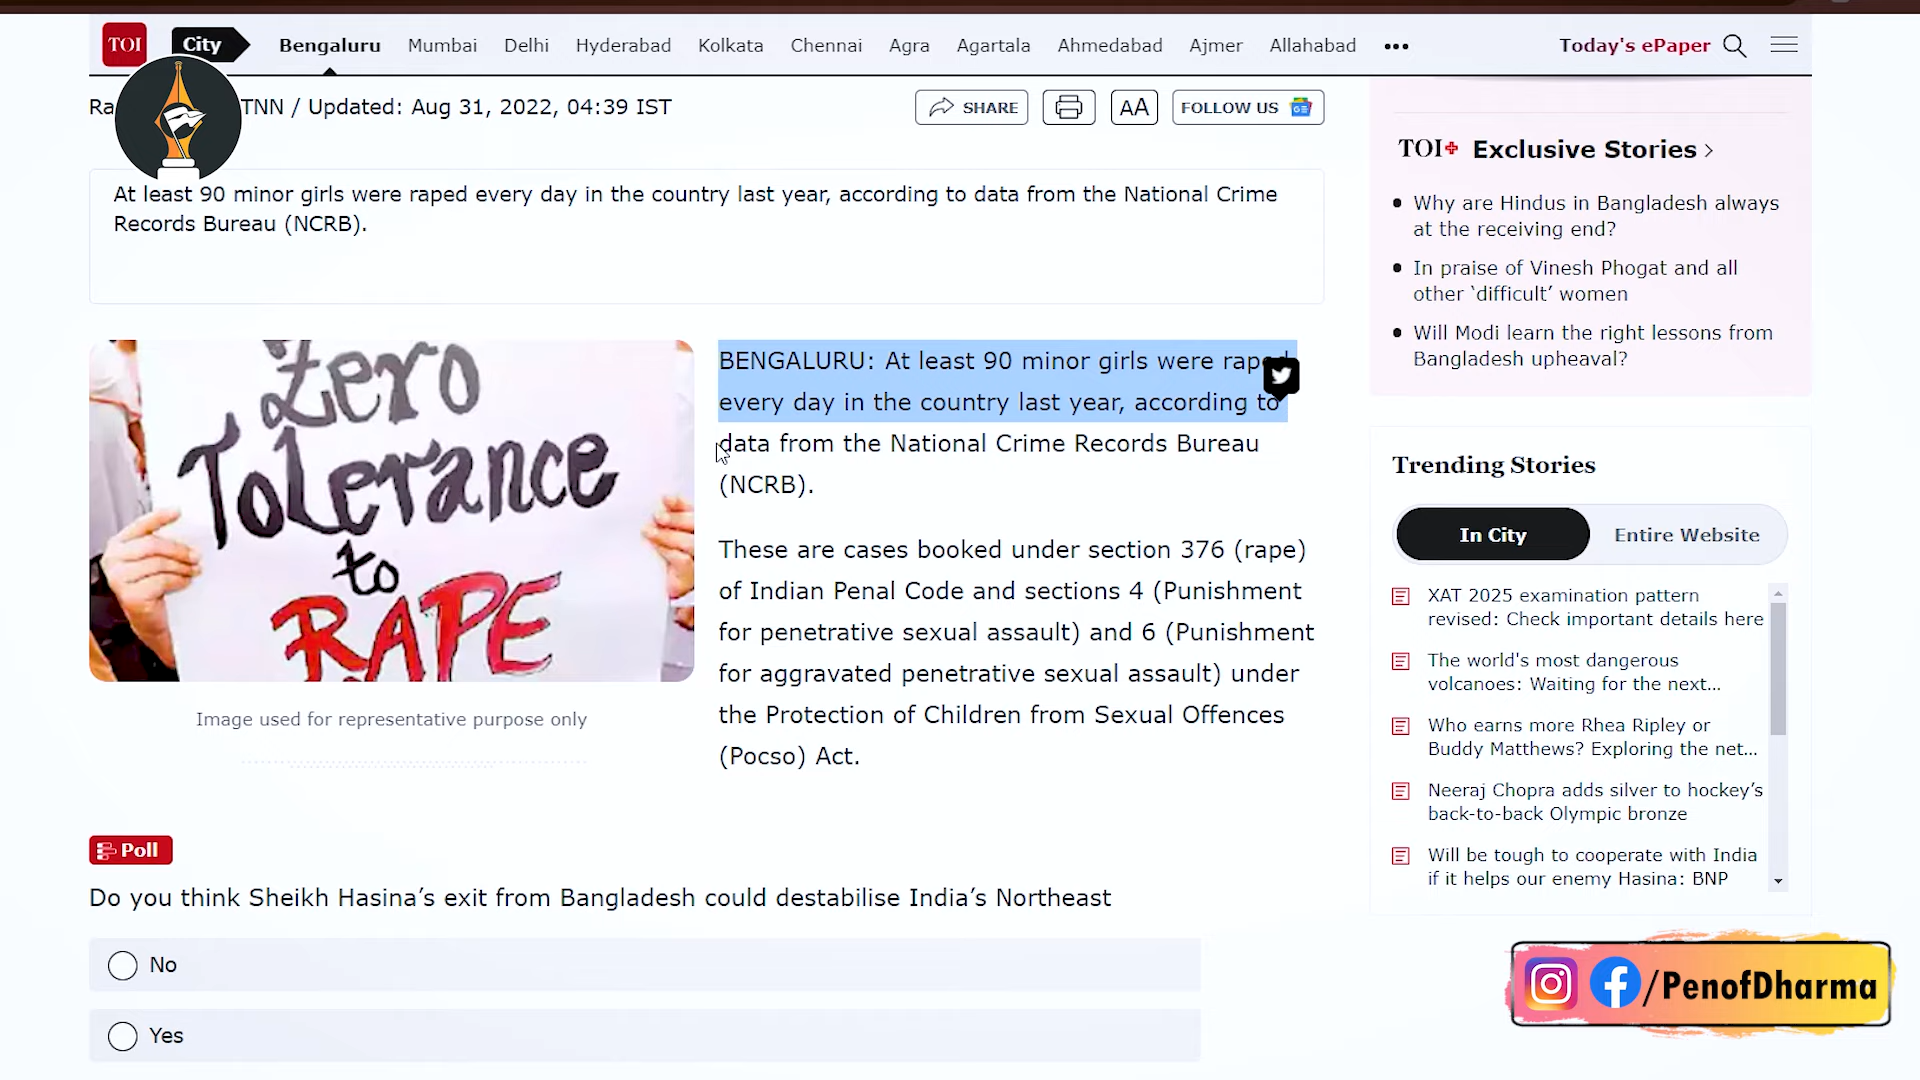 TOI
City
Bengaluru
Mumbai
Delhi
Hyderabad
Kolkata
Chennai
Agra
Agartala
Ahmedabad
Ajmer
Allahabad
Today's ePaper
TNN / Updated: Aug 31, 2022, 04:39 IST
SHARE
AA
FOLLOW US
At least 90 minor girls were raped every day in the country last year, according to data from the National Crime
Records Bureau (NCRB).
Zero
Tolerance
to
RAPE
Image used for representative purpose only
BENGALURU: At least 90 minor girls were raped
every day in the country last year, according to
data from the National Crime Records Bureau
(NCRB).
These are cases booked under section 376 (rape)
of Indian Penal Code and sections 4 (Punishment
for penetrative sexual assault) and 6 (Punishment
for aggravated penetrative sexual assault) under
the Protection of Children from Sexual Offences
(Pocso) Act.
Poll
Do you think Sheikh Hasina’s exit from Bangladesh could destabilise India’s Northeast
No
Yes
TOI+ Exclusive Stories
Why are Hindus in Bangladesh always
at the receiving end?
In praise of Vinesh Phogat and all
other ‘difficult’ women
Will Modi learn the right lessons from
Bangladesh upheaval?
Trending Stories
In City
Entire Website
XAT 2025 examination pattern
revised: Check important details here
The world's most dangerous
volcanoes: Waiting for the next...
Who earns more Rhea Ripley or
Buddy Matthews? Exploring the net...
Neeraj Chopra adds silver to hockey’s
back-to-back Olympic bronze
Will be tough to cooperate with India
if it helps our enemy Hasina: BNP
/PenofDharma